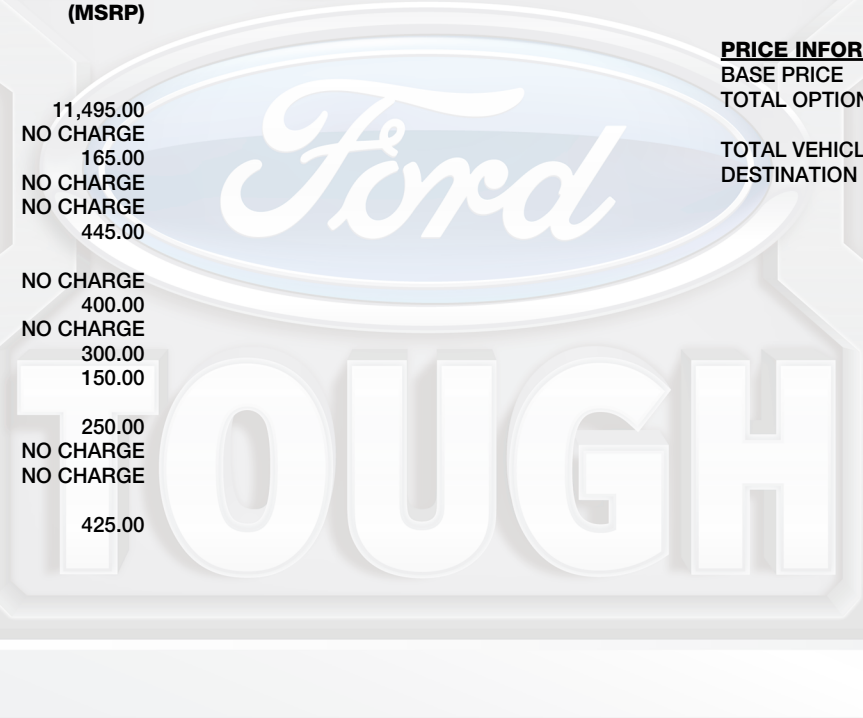 (MSRP)
11,495.00
NO CHARGE
165.00
NO CHARGE
NO CHARGE
445.00
NO CHARGE
400.00
NO CHARGE
300.00
150.00
250.00
NO CHARGE
NO CHARGE
425.00
PRICE INFOR
BASE PRICE
TOTAL OPTION
TOTAL VEHICL
DESTINATION
Ford
TOUGH